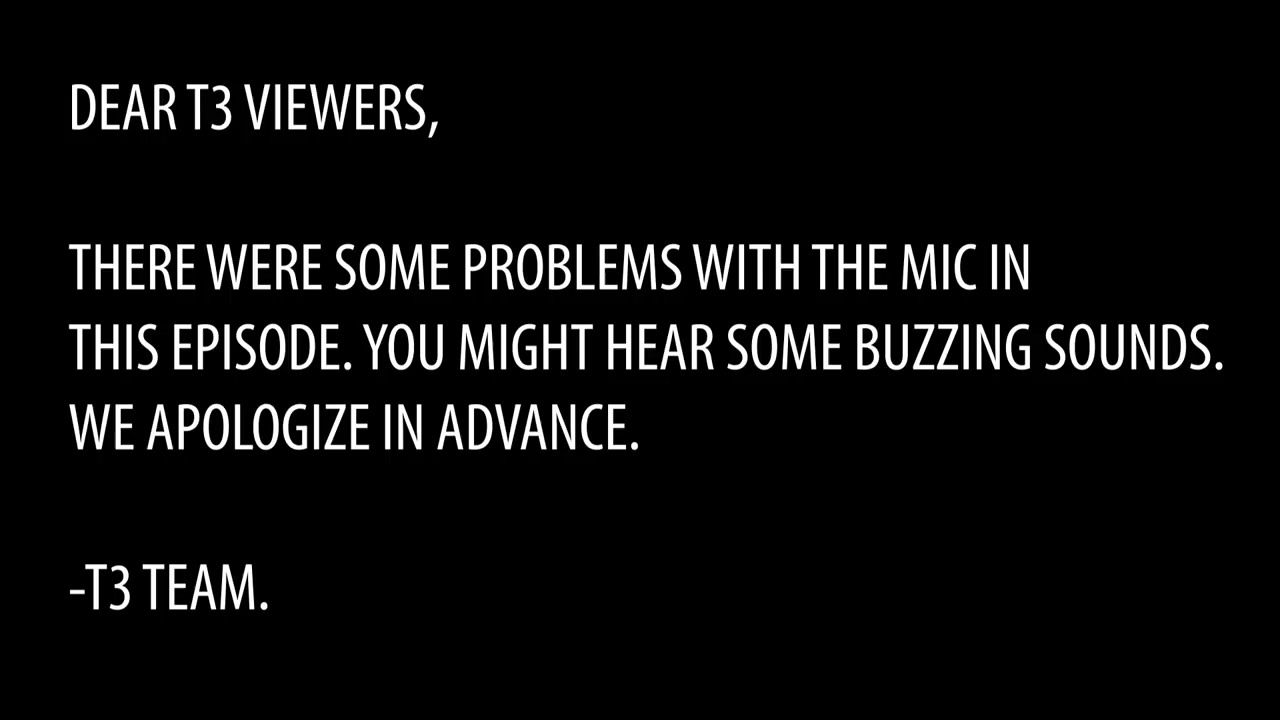 DEAR T3 VIEWERS,
THERE WERE SOME PROBLEMS WITH THE MIC IN
THIS EPISODE. YOU MIGHT HEAR SOME BUZZING SOUNDS.
WE APOLOGIZE IN ADVANCE.
-T3 TEAM.